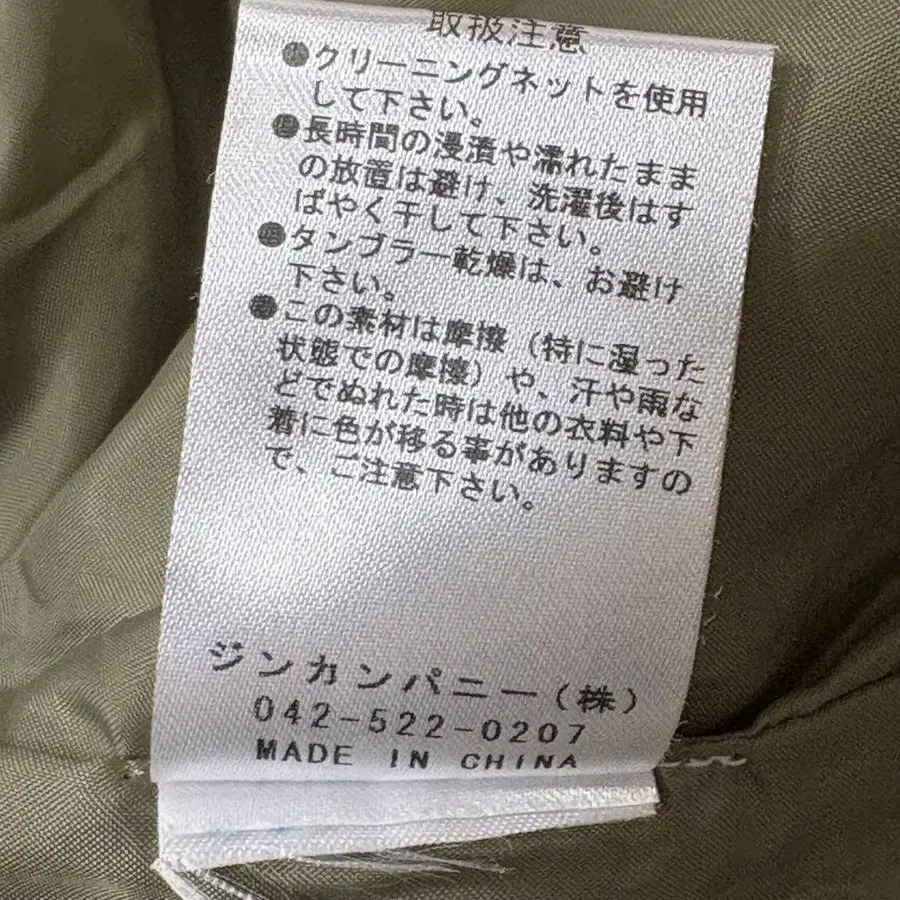 取扱注意
●クリーニングネットを使用
して下さい。
●長時間の浸漬や濡れたまま
の放置は避け、洗濯後はす
ばやく干して下さい。
●タンブラー乾燥は、お避け
下さい。
●この素材は摩擦(特に湿った
状態での摩擦)や、汗や雨な
どでぬれた時は他の衣料や下
着に色が移る事がありますの
で、ご注意下さい。
ジンカンパニー(株)
042-522-0207
MADE IN CHINA